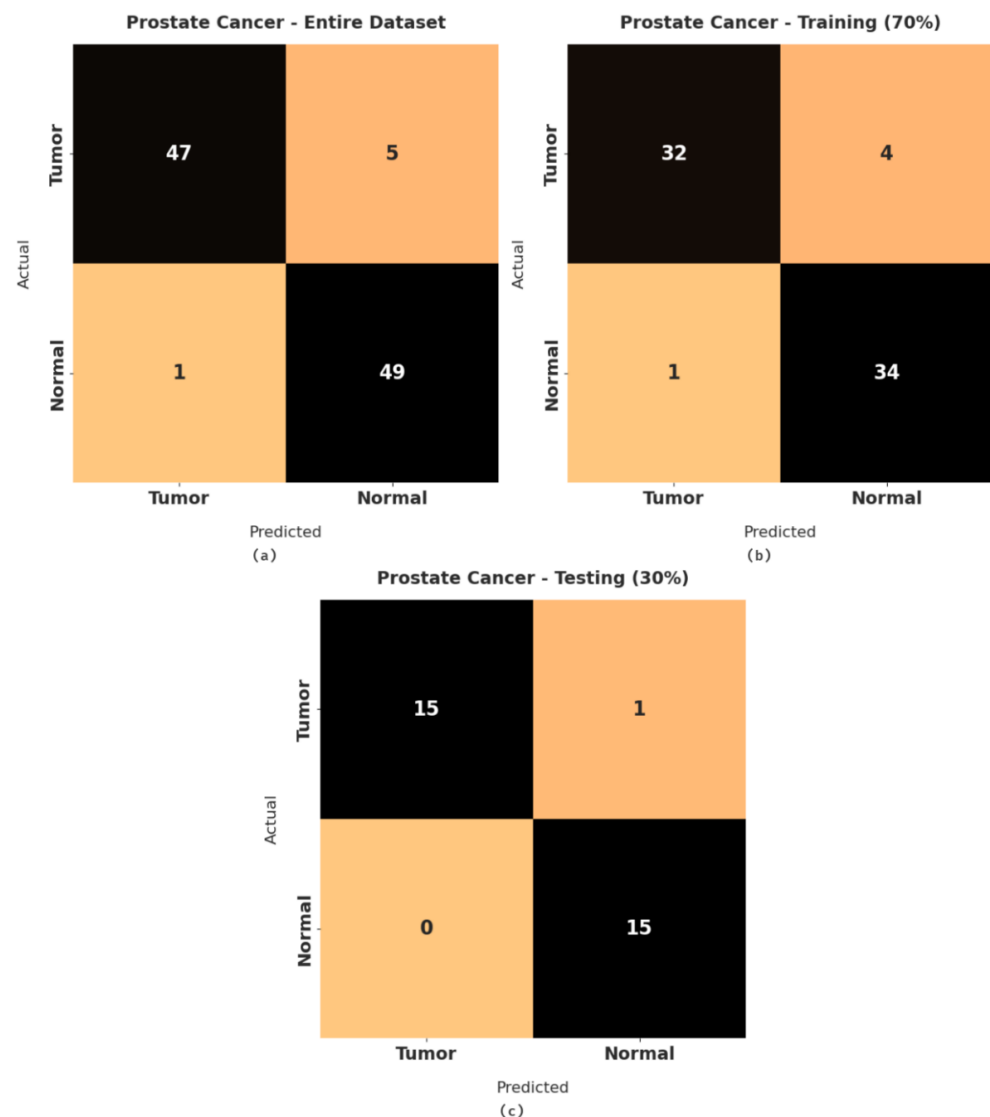 Prostate Cancer - Entire Dataset
Actual
Tumor
47 5
Normal
1 49
Tumor Normal
Predicted
(a)
Prostate Cancer - Training (70%)
Actual
Tumor
32 4
Normal
1 34
Tumor Normal
Predicted
(b)
Prostate Cancer - Testing (30%)
Actual
Tumor
15 1
Normal
0 15
Tumor Normal
Predicted
(c)